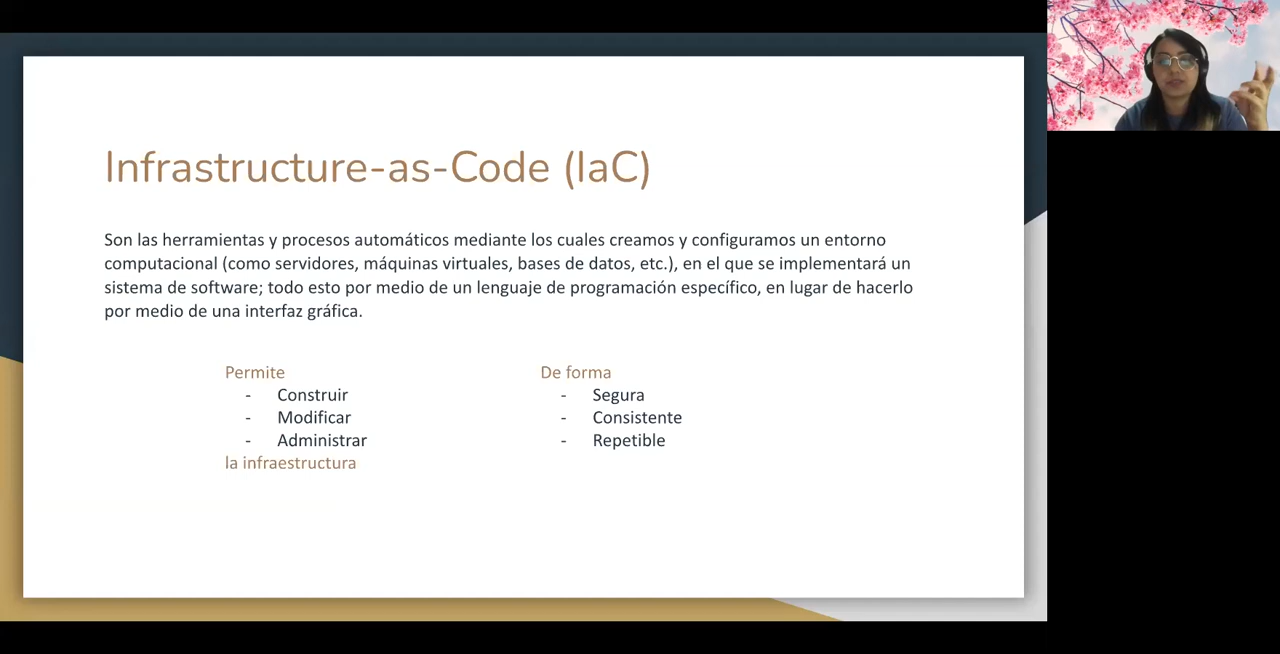 Infrastructure-as-Code (IaC)
Son las herramientas y procesos automáticos mediante los cuales creamos y configuramos un entorno
computacional (como servidores, máquinas virtuales, bases de datos, etc.), en el que se implementará un
sistema de software; todo esto por medio de un lenguaje de programación específico, en lugar de hacerlo
por medio de una interfaz gráfica.
Permite
- Construir
- Modificar
- Administrar
la infraestructura
De forma
- Segura
- Consistente
- Repetible